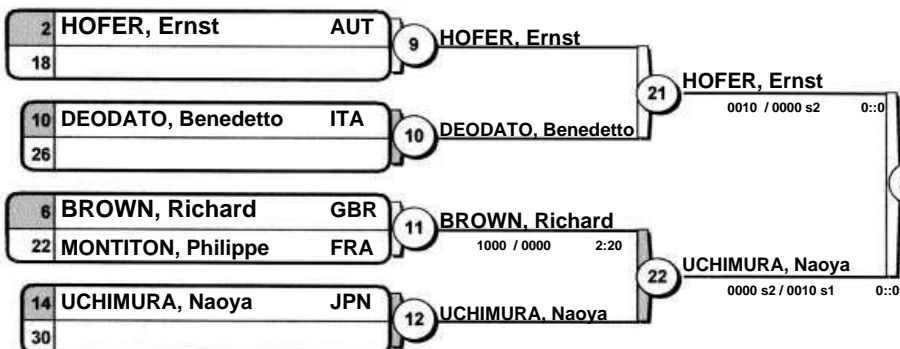 2 HOFER, Ernst AUT
18
9
HOFER, Ernst
10 DEODATO, Benedetto ITA
26
10
DEODATO, Benedetto
21
HOFER, Ernst
0010 / 0000 s2 0::0
6 BROWN, Richard GBR
22 MONTITON, Philippe FRA
11
BROWN, Richard
1000 / 0000 2:20
14 UCHIMURA, Naoya JPN
30
12
UCHIMURA, Naoya
22
UCHIMURA, Naoya
0000 s2 / 0010 s1 0::0